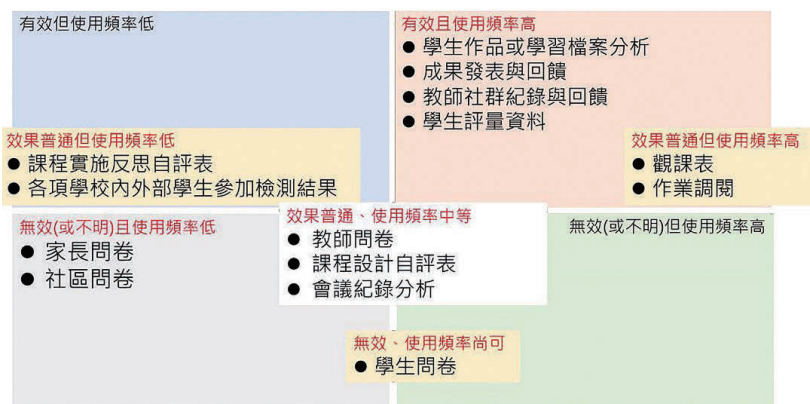 有效但使用頻率低
有效且使用頻率高
● 學生作品或學習檔案分析
● 成果發表與回饋
● 教師社群紀錄與回饋
● 學生評量資料
效果普通但使用頻率低
● 課程實施反思自評表
● 各項學校內外部學生參加檢測結果
效果普通但使用頻率高
● 觀課表
● 作業調閱
無效(或不明)且使用頻率低
● 家長問卷
● 社區問卷
效果普通、使用頻率中等
● 教師問卷
● 課程設計自評表
● 會議紀錄分析
無效(或不明)但使用頻率高
無效、使用頻率尚可
● 學生問卷